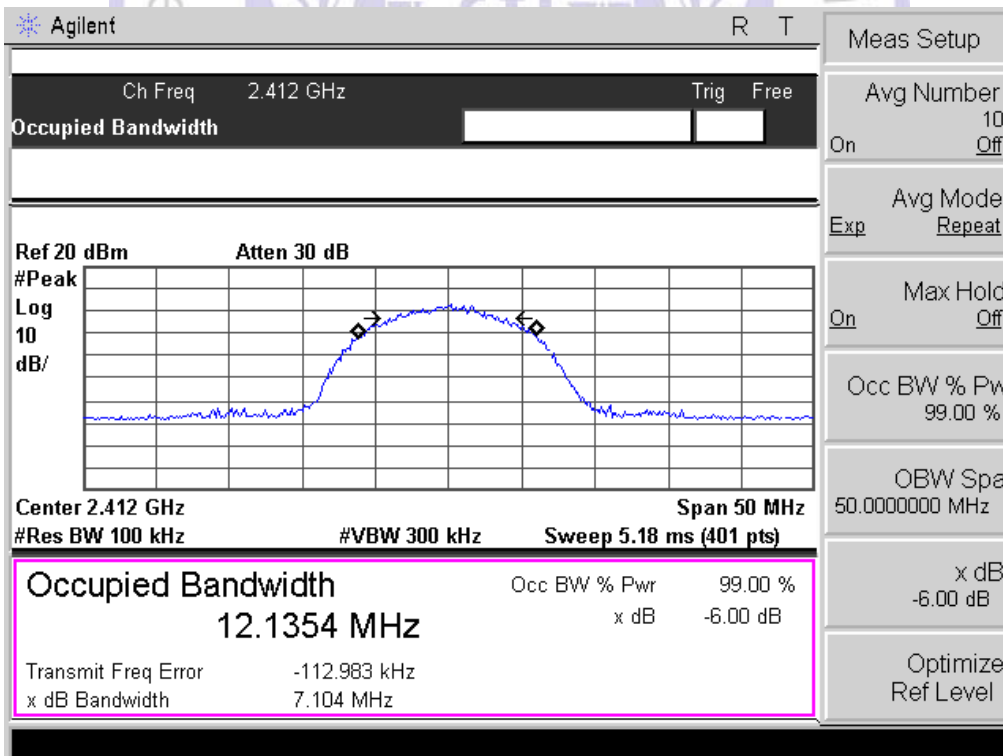 Agilent R T
Meas Setup
Ch Freq 2.412 GHz Trig Free
Occupied Bandwidth
Avg Number
10
On Off
Avg Mode
Exp Repeat
Ref 20 dBm Atten 30 dB
#Peak
Log
10
dB/
Max Hold
On Off
Occ BW % Pw
99.00 %
OBW Spa
50.0000000 MHz
Center 2.412 GHz Span 50 MHz
#Res BW 100 kHz #VBW 300 kHz Sweep 5.18 ms (401 pts)
Occupied Bandwidth Occ BW % Pwr 99.00 %
12.1354 MHz x dB -6.00 dB
Transmit Freq Error -112.983 kHz
x dB Bandwidth 7.104 MHz
x dB
-6.00 dB
Optimize
Ref Level